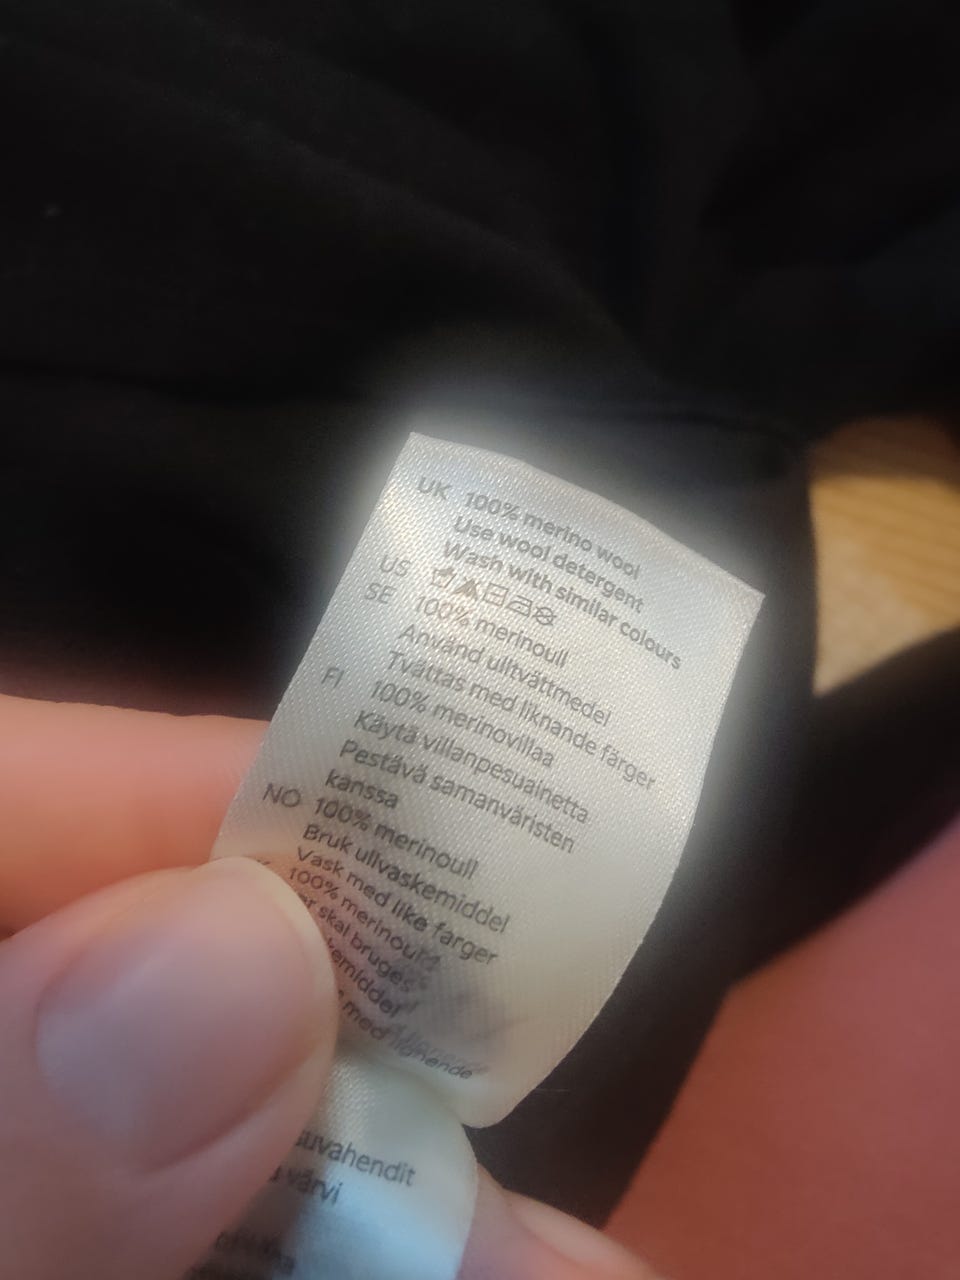 UK 100% merino wool
Use wool detergent
Wash with similar colours
US
SE 100% merinoull
Använd ulltvättmedel
Tvättas med liknande färger
FI 100% merinovillaa
Käytä villanpesuainetta
Pestävä samanväristen
kanssa
NO 100% merinoull
Bruk ullvaskemiddel
Vask med like farger
100%
skal bruges
med lignende
värvi